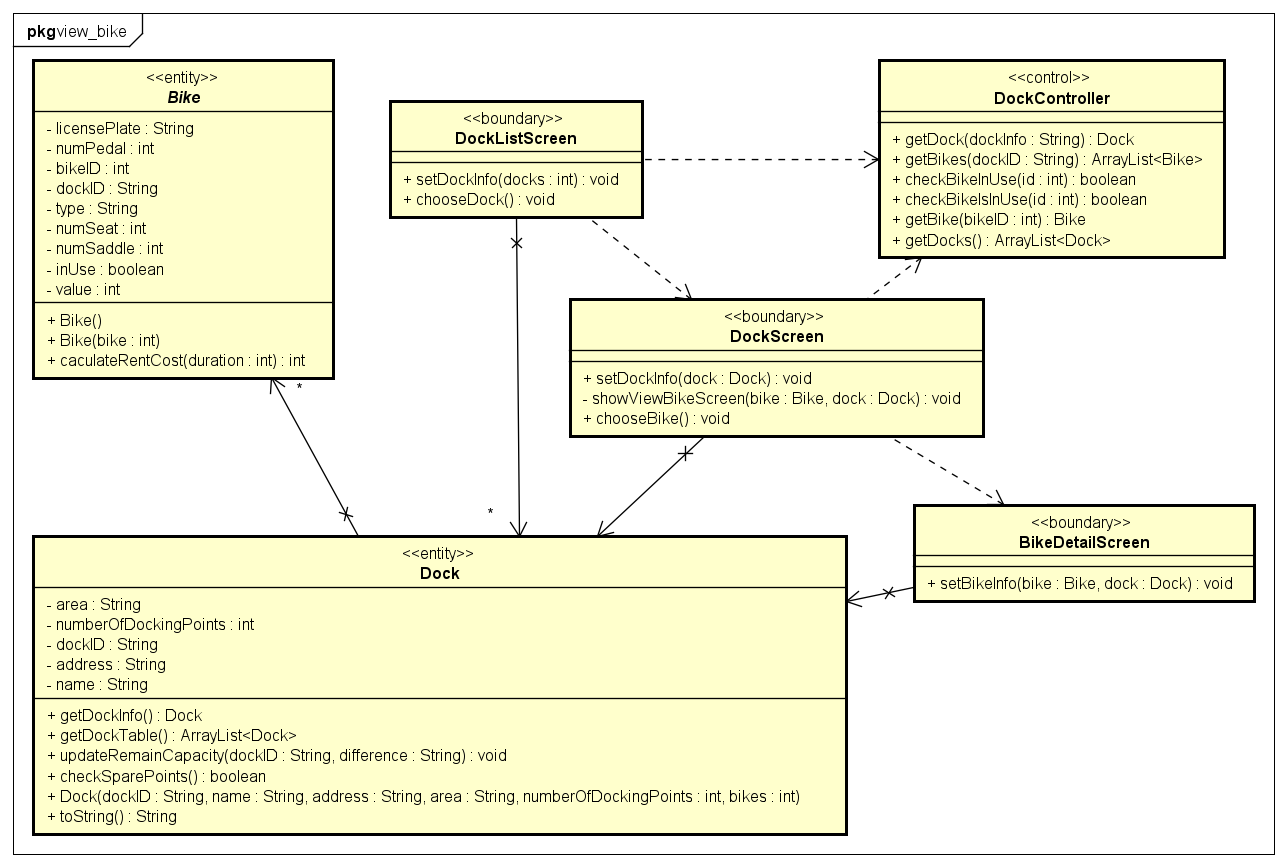 pkg view_bike
<<entity>>
Bike
- licensePlate : String
- numPedal : int
- bikeID : int
- dockID : String
- type : String
- numSeat : int
- numSaddle : int
- inUse : boolean
- value : int
+ Bike()
+ Bike(bike : int)
+ caculateRentCost(duration : int) : int
*
<<boundary>>
DockListScreen
+ setDockInfo(docks : int) : void
+ chooseDock() : void
<<control>>
DockController
+ getDock(dockInfo : String) : Dock
+ getBikes(dockID : String) : ArrayList<Bike>
+ checkBikeInUse(id : int) : boolean
+ checkBikeIsInUse(id : int) : boolean
+ getBike(bikeID : int) : Bike
+ getDocks() : ArrayList<Dock>
<<boundary>>
DockScreen
+ setDockInfo(dock : Dock) : void
- showViewBikeScreen(bike : Bike, dock : Dock) : void
+ chooseBike() : void
*
<<boundary>>
BikeDetailScreen
+ setBikeInfo(bike : Bike, dock : Dock) : void
<<entity>>
Dock
- area : String
- numberOfDockingPoints : int
- dockID : String
- address : String
- name : String
+ getDockInfo() : Dock
+ getDockTable() : ArrayList<Dock>
+ updateRemainCapacity(dockID : String, difference : String) : void
+ checkSparePoints() : boolean
+ Dock(dockID : String, name : String, address : String, area : String, numberOfDockingPoints : int, bikes : int)
+ toString() : String